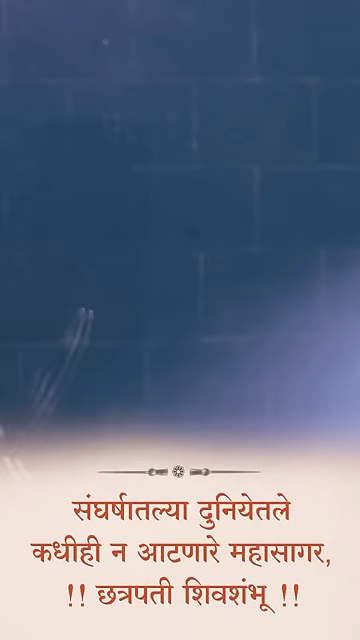 संघर्षातल्या दुनियेतले
कधीही न आटणारे महासागर,
!! छत्रपती शिवशंभू !!